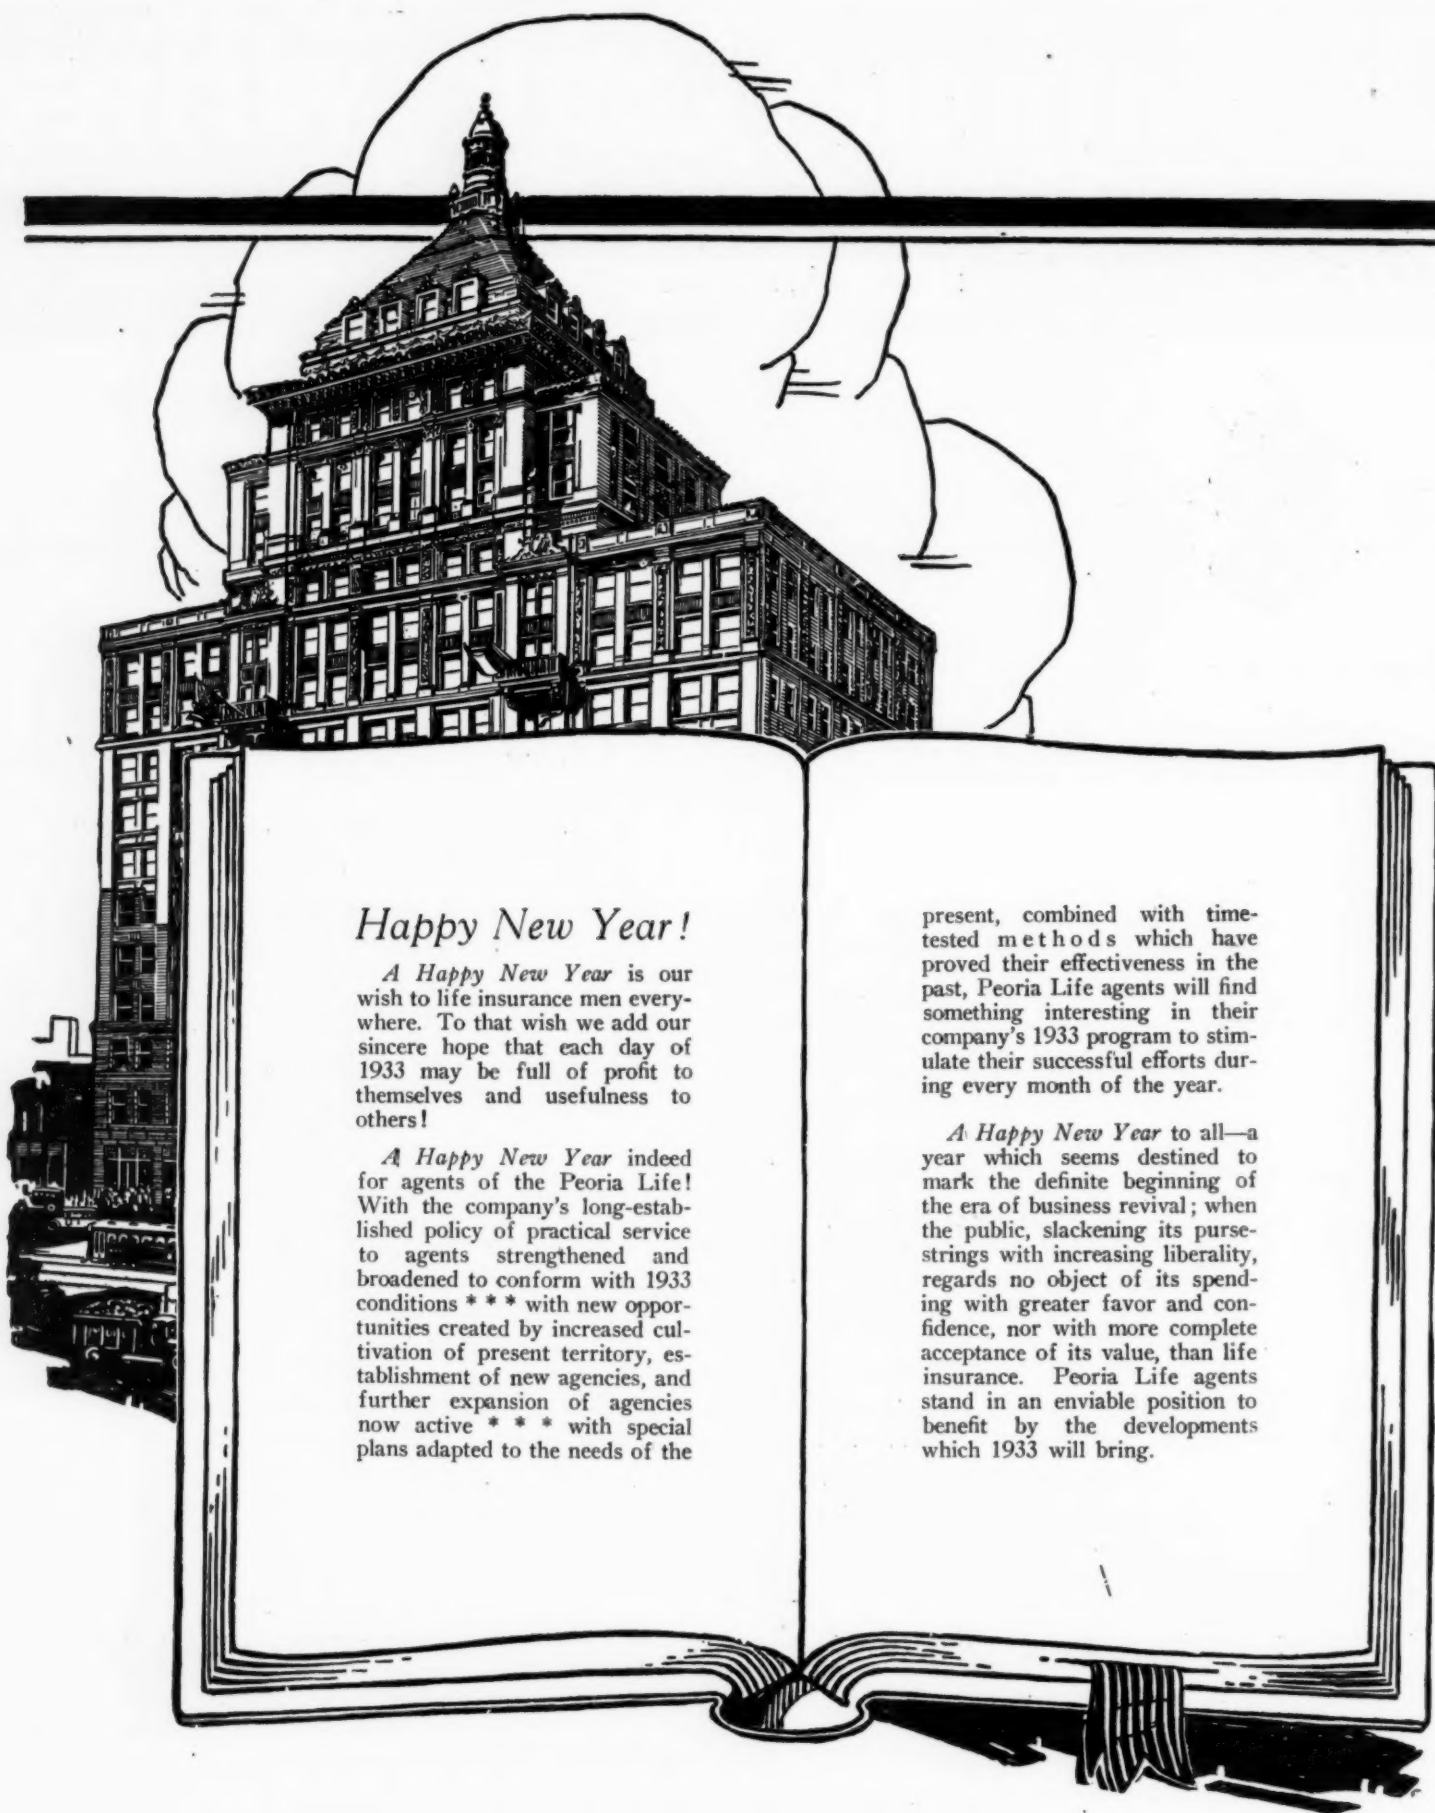 Happy New Year!
A Happy New Year is our
wish to life insurance men every-
where. To that wish we add our
sincere hope that each day of
1933 may be full of profit to
themselves and usefulness to
others!
A Happy New Year indeed
for agents of the Peoria Life!
With the company's long-estab-
lished policy of practical service
to agents strengthened and
broadened to conform with 1933
conditions * * * with new oppor-
tunities created by increased cul-
tivation of present territory, es-
tablishment of new agencies, and
further expansion of agencies
now active * * * with special
plans adapted to the needs of the
present, combined with time-
tested methods which have
proved their effectiveness in the
past, Peoria Life agents will find
something interesting in their
company's 1933 program to stim-
ulate their successful efforts dur-
ing every month of the year.
A Happy New Year to all—a
year which seems destined to
mark the definite beginning of
the era of business revival; when
the public, slackening its purse-
strings with increasing liberality,
regards no object of its spend-
ing with greater favor and con-
fidence, nor with more complete
acceptance of its value, than life
insurance. Peoria Life agents
stand in an enviable position to
benefit by the developments
which 1933 will bring.